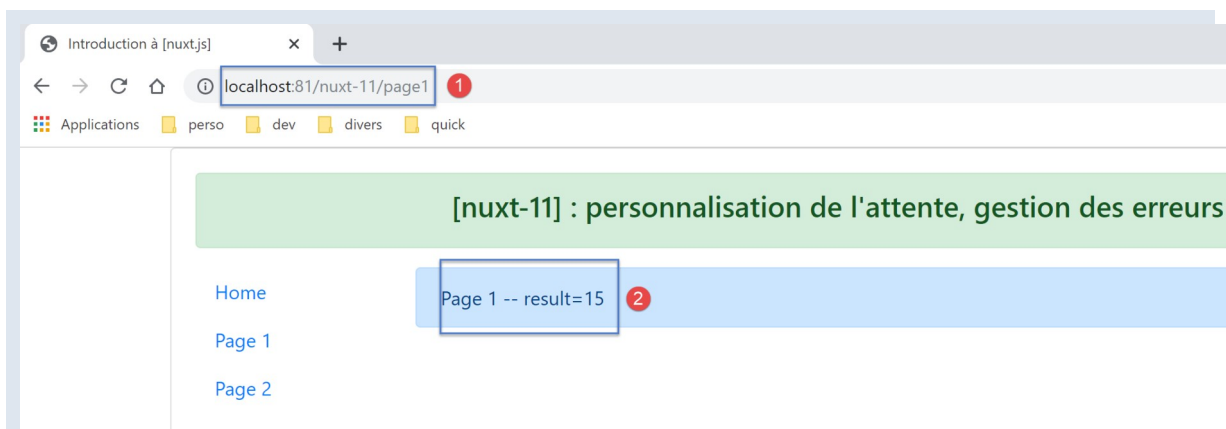 Introduction à [nuxt.js]
localhost:81/nuxt-11/page1 1
Applications perso dev divers quick
[nuxt-11] : personnalisation de l'attente, gestion des erreurs
Home
Page 1 -- result=15 2
Page 1
Page 2